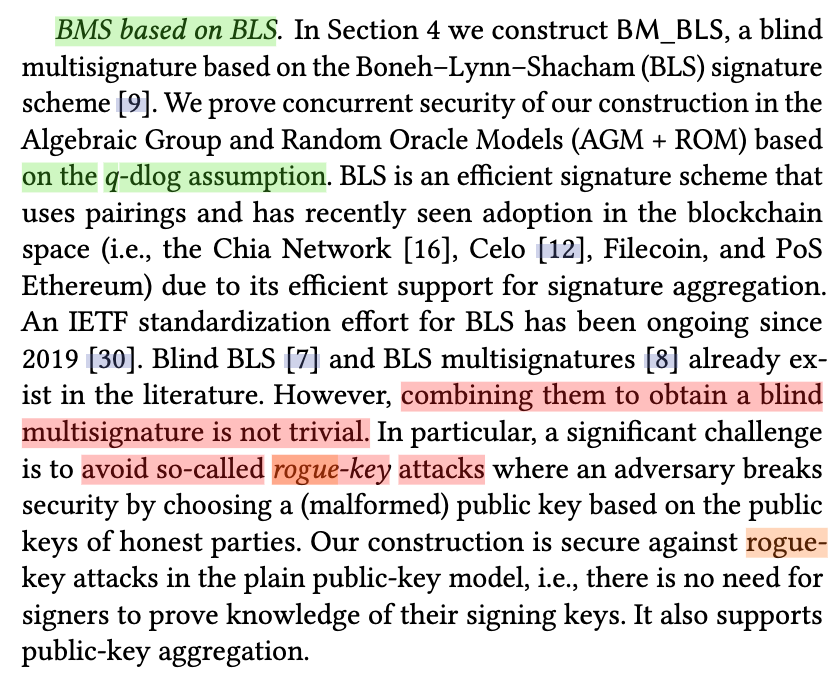 BMS based on BLS. In Section 4 we construct BM_BLS, a blind
multisignature based on the Boneh–Lynn–Shacham (BLS) signature
scheme [9]. We prove concurrent security of our construction in the
Algebraic Group and Random Oracle Models (AGM + ROM) based
on the q-dlog assumption. BLS is an efficient signature scheme that
uses pairings and has recently seen adoption in the blockchain
space (i.e., the Chia Network [16], Celo [12], Filecoin, and PoS
Ethereum) due to its efficient support for signature aggregation.
An IETF standardization effort for BLS has been ongoing since
2019 [30]. Blind BLS [7] and BLS multisignatures [8] already ex-
ist in the literature. However, combining them to obtain a blind
multisignature is not trivial. In particular, a significant challenge
is to avoid so-called rogue-key attacks where an adversary breaks
security by choosing a (malformed) public key based on the public
keys of honest parties. Our construction is secure against rogue-
key attacks in the plain public-key model, i.e., there is no need for
signers to prove knowledge of their signing keys. It also supports
public-key aggregation.